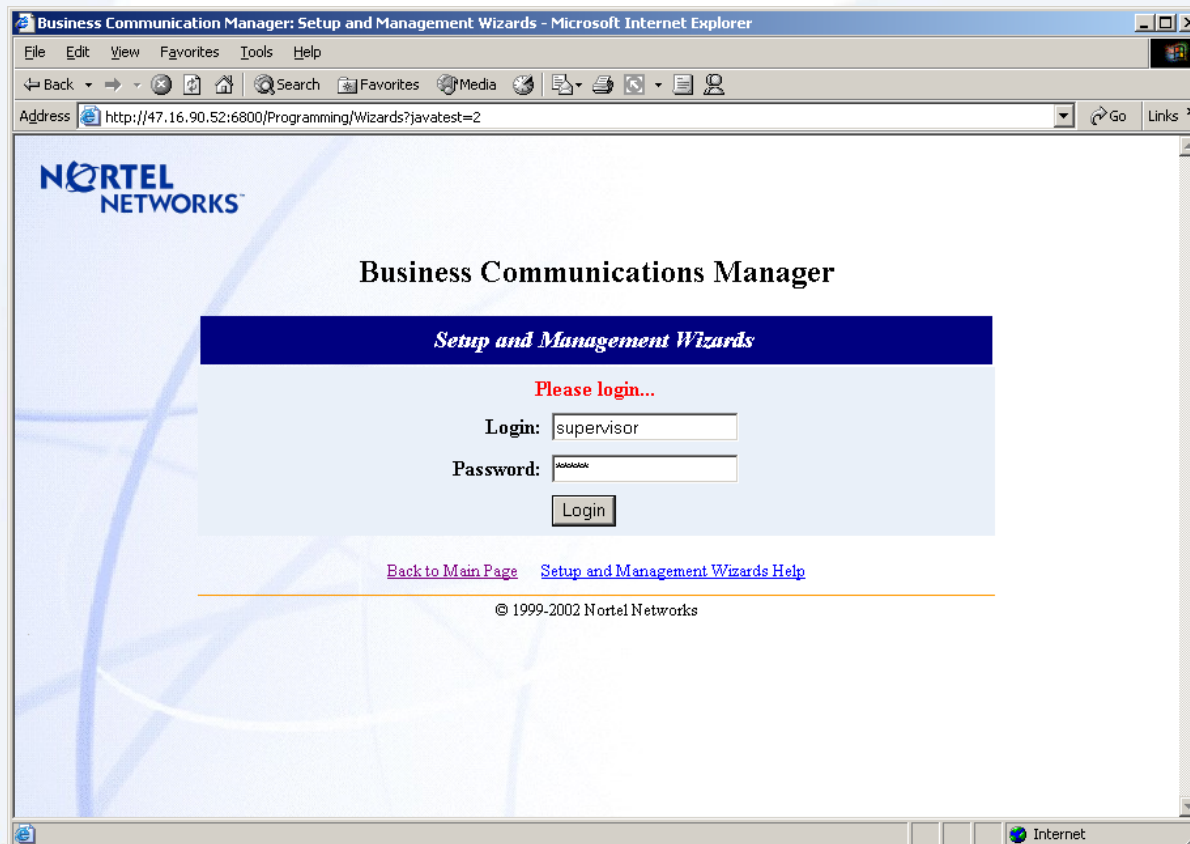 Business Communication Manager: Setup and Management Wizards - Microsoft Internet Explorer
File Edit View Favorites Tools Help
Back Search Favorites Media
Address http://47.16.90.52:6800/Programming/Wizards?javatest=2 Go Links
NORTEL
NETWORKS™
Business Communications Manager
Setup and Management Wizards
Please login...
Login: supervisor
Password: ******
Login
Back to Main Page Setup and Management Wizards Help
© 1999-2002 Nortel Networks
Internet